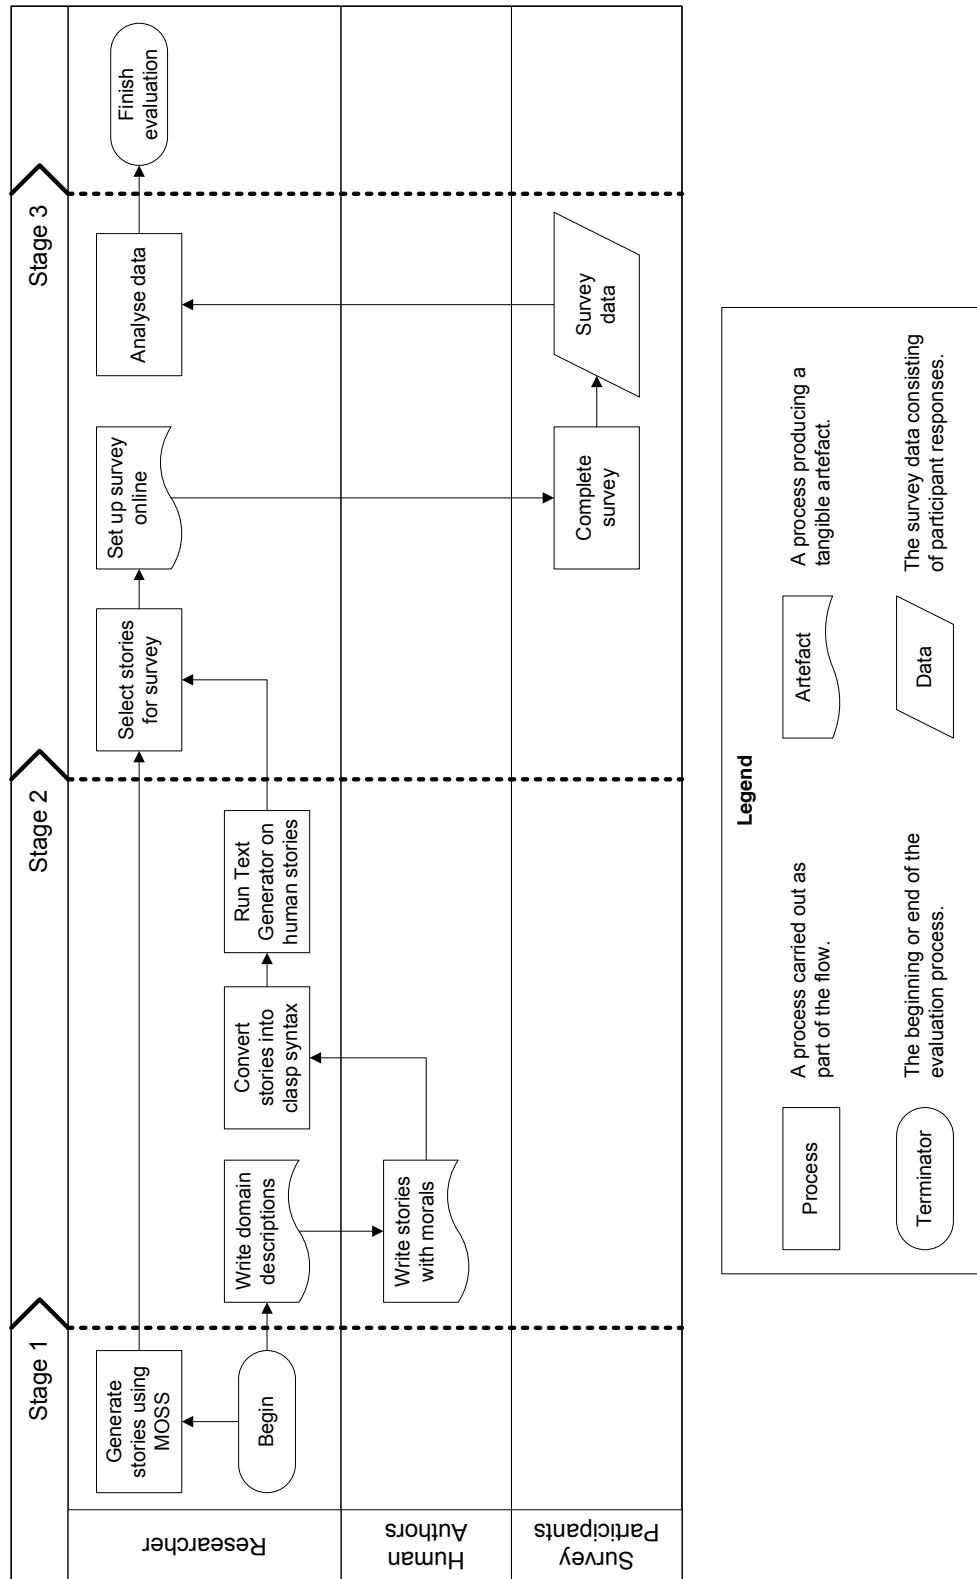 Stage 1
Stage 2
Stage 3
Researcher
Human
Authors
Survey
Participants
Generate
stories using
MOSS
Begin
Write domain
descriptions
Write stories
with morals
Convert
stories into
clasp syntax
Run Text
Generator on
human stories
Select stories
for survey
Set up survey
online
Complete
survey
Survey
data
Analyse data
Finish
evaluation
Legend
Process
A process carried out as
part of the flow.
Artefact
A process producing a
tangible artefact.
Terminator
The beginning or end of the
evaluation process.
Data
The survey data consisting
of participant responses.